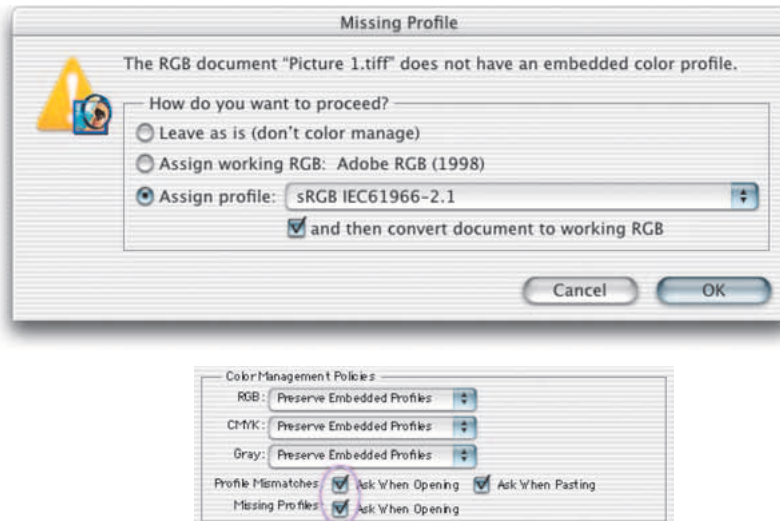 Missing Profile
The RGB document "Picture 1.tiff" does not have an embedded color profile.
How do you want to proceed?
Leave as is (don't color manage)
Assign working RGB: Adobe RGB (1998)
Assign profile: sRGB IEC61966-2.1
and then convert document to working RGB
Cancel OK
Color Management Policies
RGB: Preserve Embedded Profiles
CMYK: Preserve Embedded Profiles
Gray: Preserve Embedded Profiles
Profile Mismatches: Ask When Opening Ask When Pasting
Missing Profiles: Ask When Opening